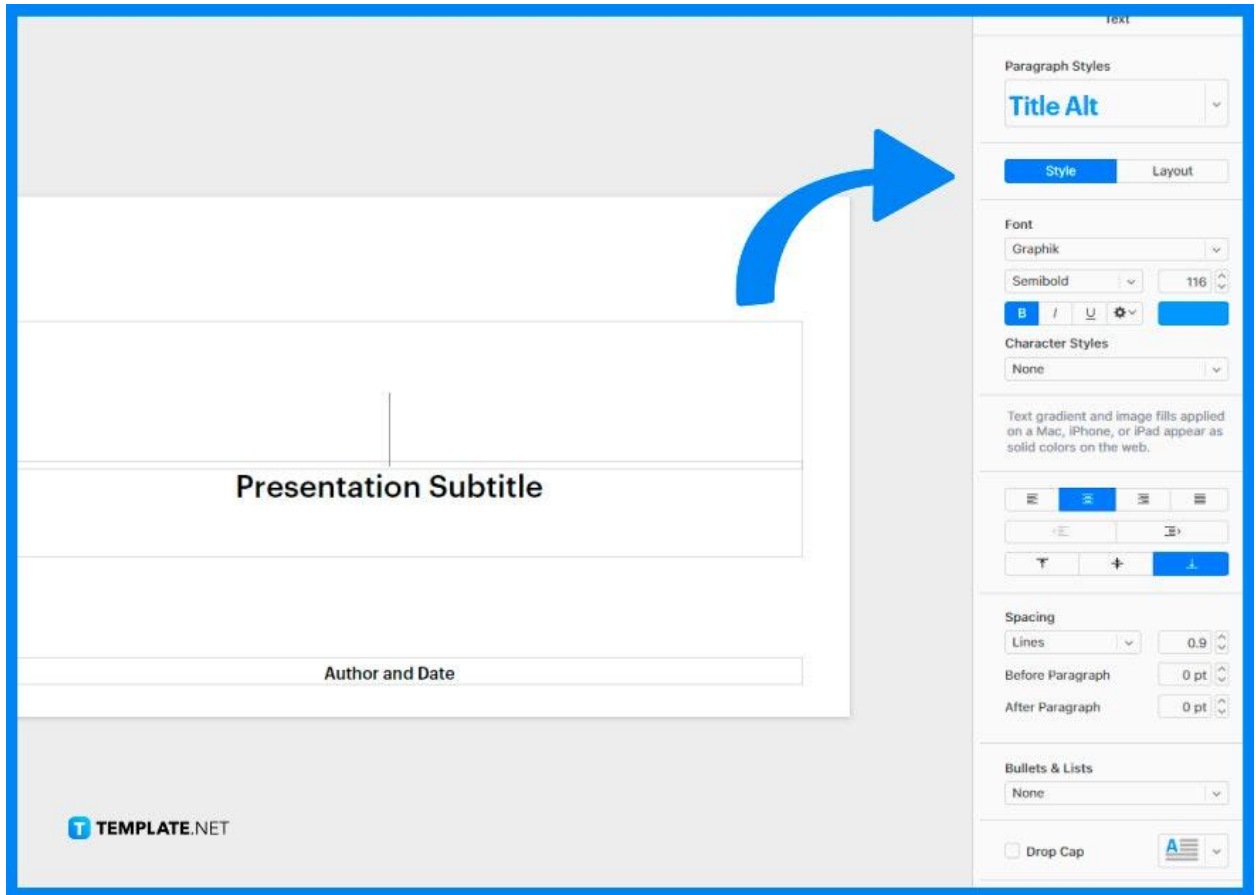 Text
Paragraph Styles
Title Alt
Style Layout
Font
Graphik
Semibold 116
B I U
Character Styles
None
Text gradient and image fills applied
on a Mac, iPhone, or iPad appear as
solid colors on the web.
Spacing
Lines 0.9
Before Paragraph 0 pt
After Paragraph 0 pt
Bullets & Lists
None
Drop Cap A
Presentation Subtitle
Author and Date
T TEMPLATE.NET